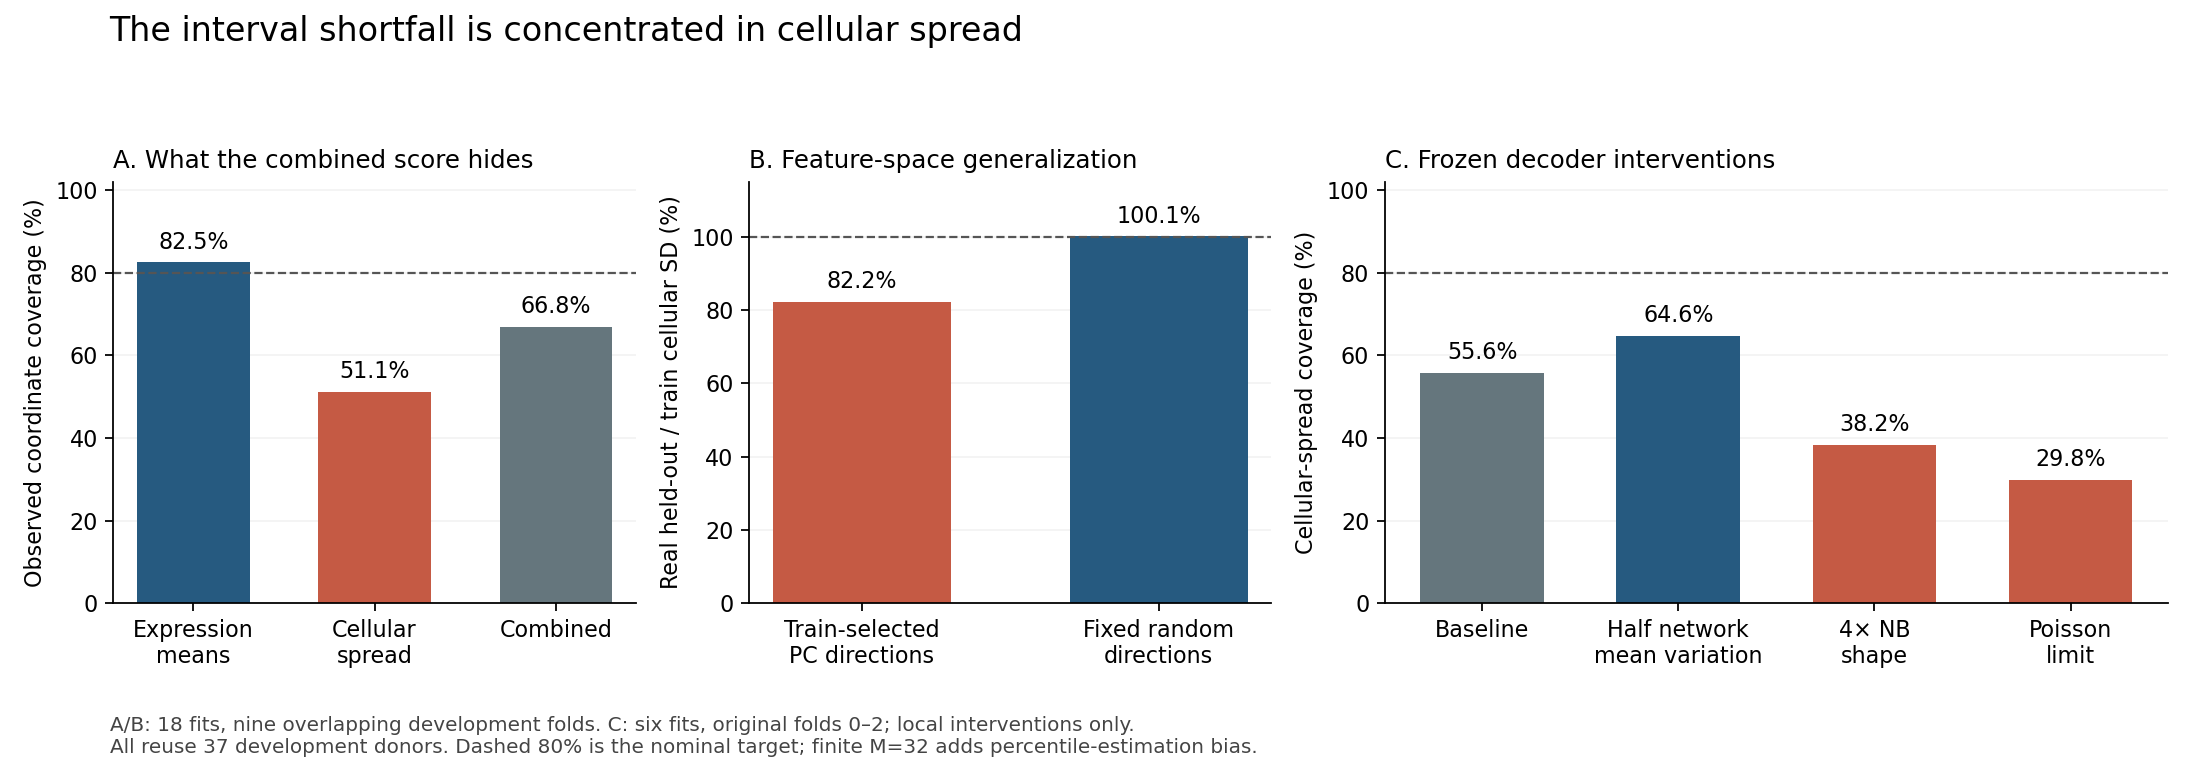 The interval shortfall is concentrated in cellular spread
A. What the combined score hides
Observed coordinate coverage (%)
100
80
60
40
20
0
82.5%
51.1%
66.8%
Expression
means
Cellular
spread
Combined
B. Feature-space generalization
Real held-out / train cellular SD (%)
100
80
60
40
20
0
82.2%
100.1%
Train-selected
PC directions
Fixed random
directions
C. Frozen decoder interventions
Cellular-spread coverage (%)
100
80
60
40
20
0
55.6%
64.6%
38.2%
29.8%
Baseline
Half network
mean variation
4× NB
shape
Poisson
limit
A/B: 18 fits, nine overlapping development folds. C: six fits, original folds 0–2; local interventions only.
All reuse 37 development donors. Dashed 80% is the nominal target; finite M=32 adds percentile-estimation bias.